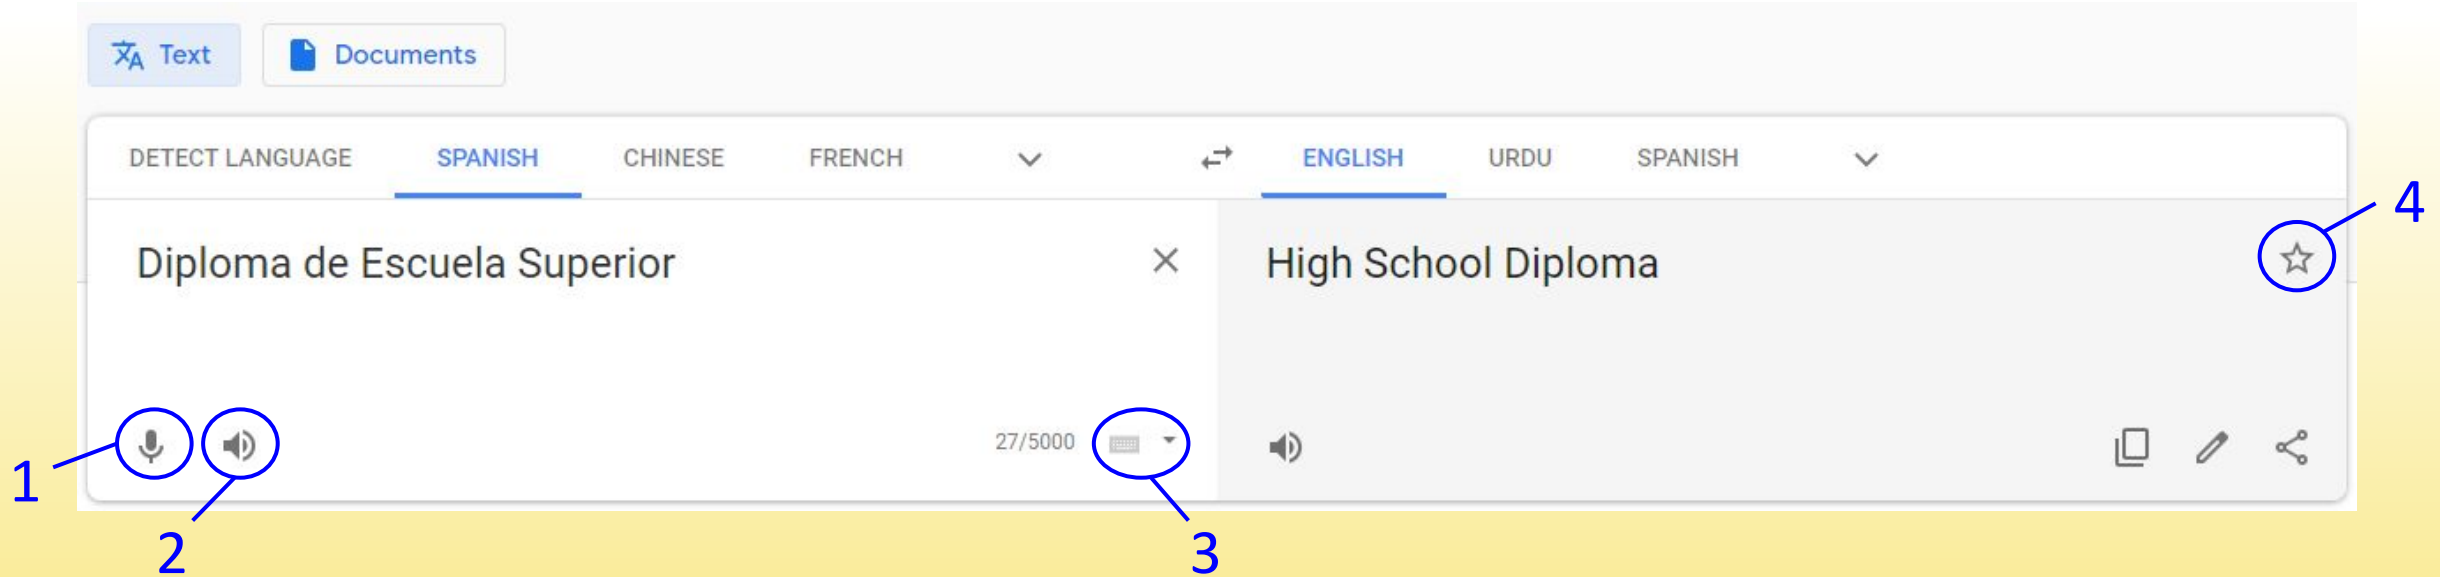 Text Documents
DETECT LANGUAGE SPANISH CHINESE FRENCH ENGLISH URDU SPANISH
4
Diploma de Escuela Superior High School Diploma
27/5000
1
2 3